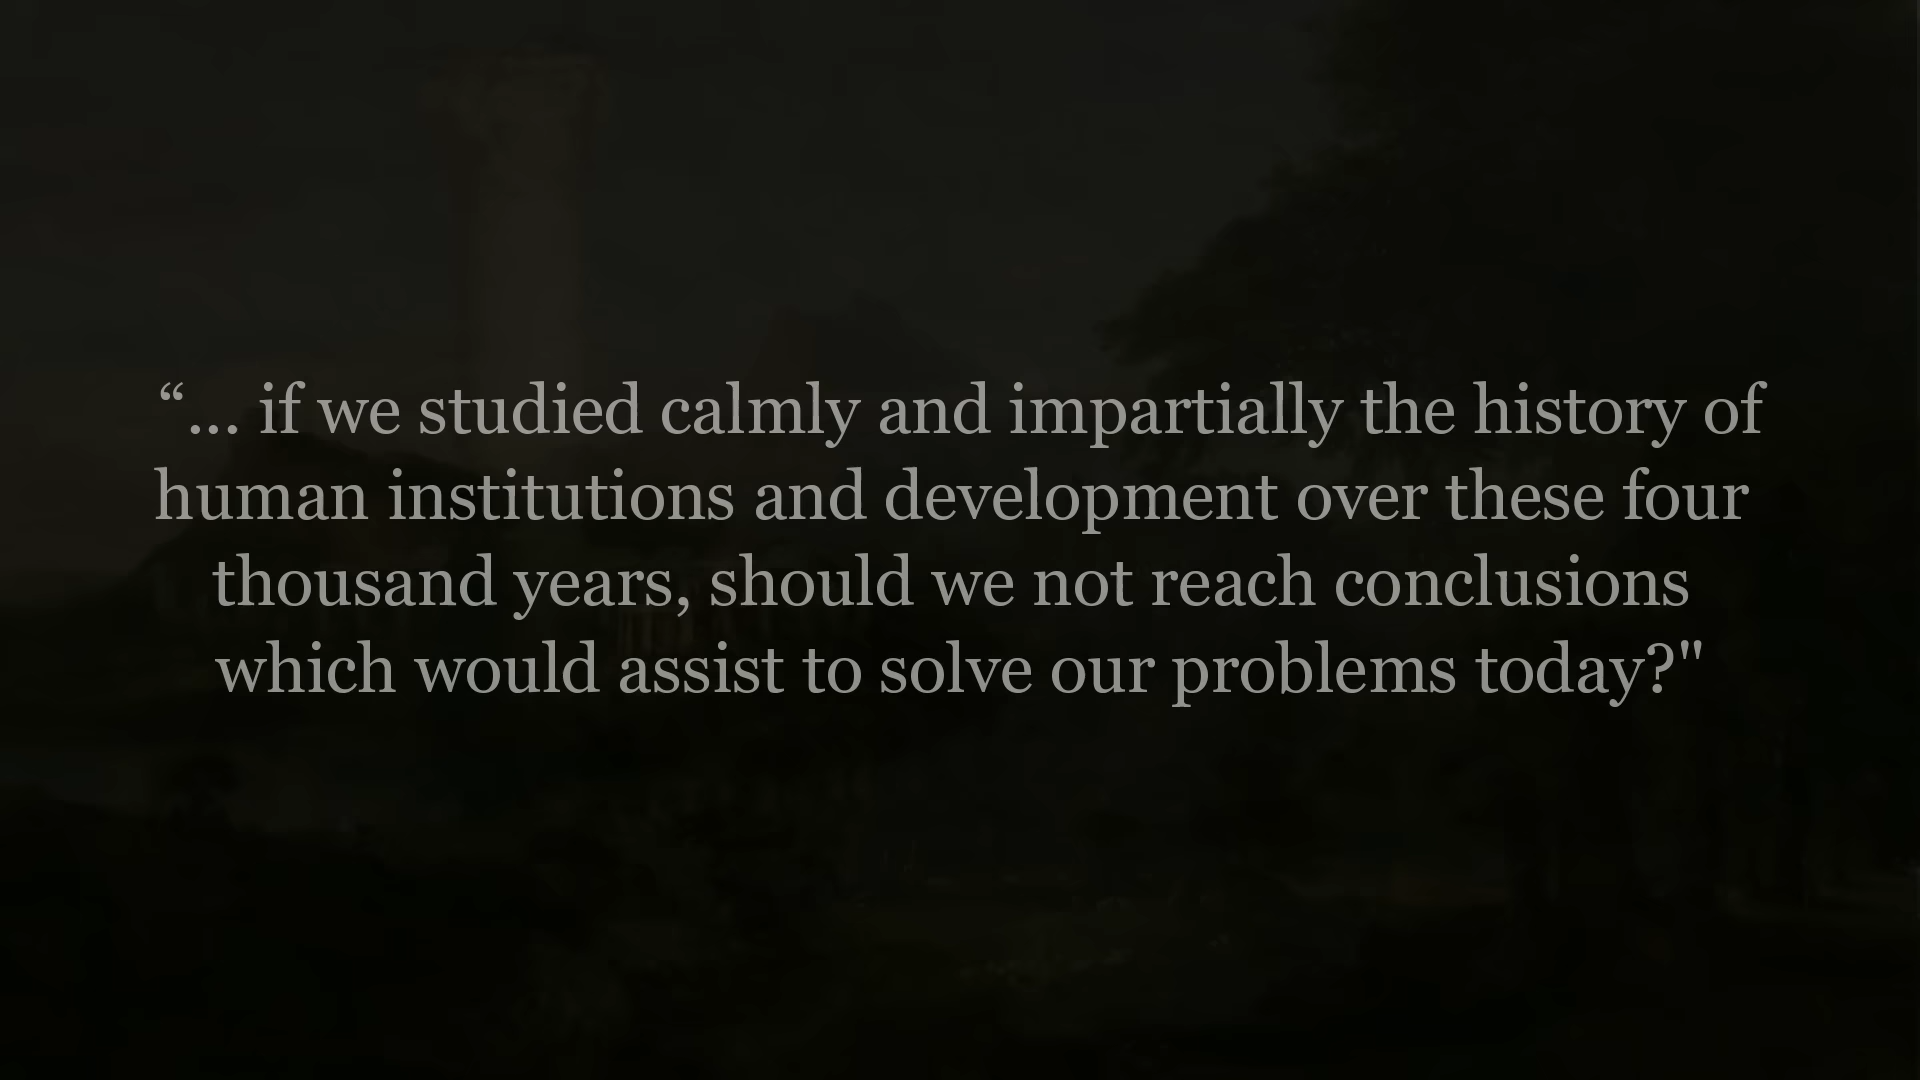 “... if we studied calmly and impartially the history of
human institutions and development over these four
thousand years, should we not reach conclusions
which would assist to solve our problems today?"